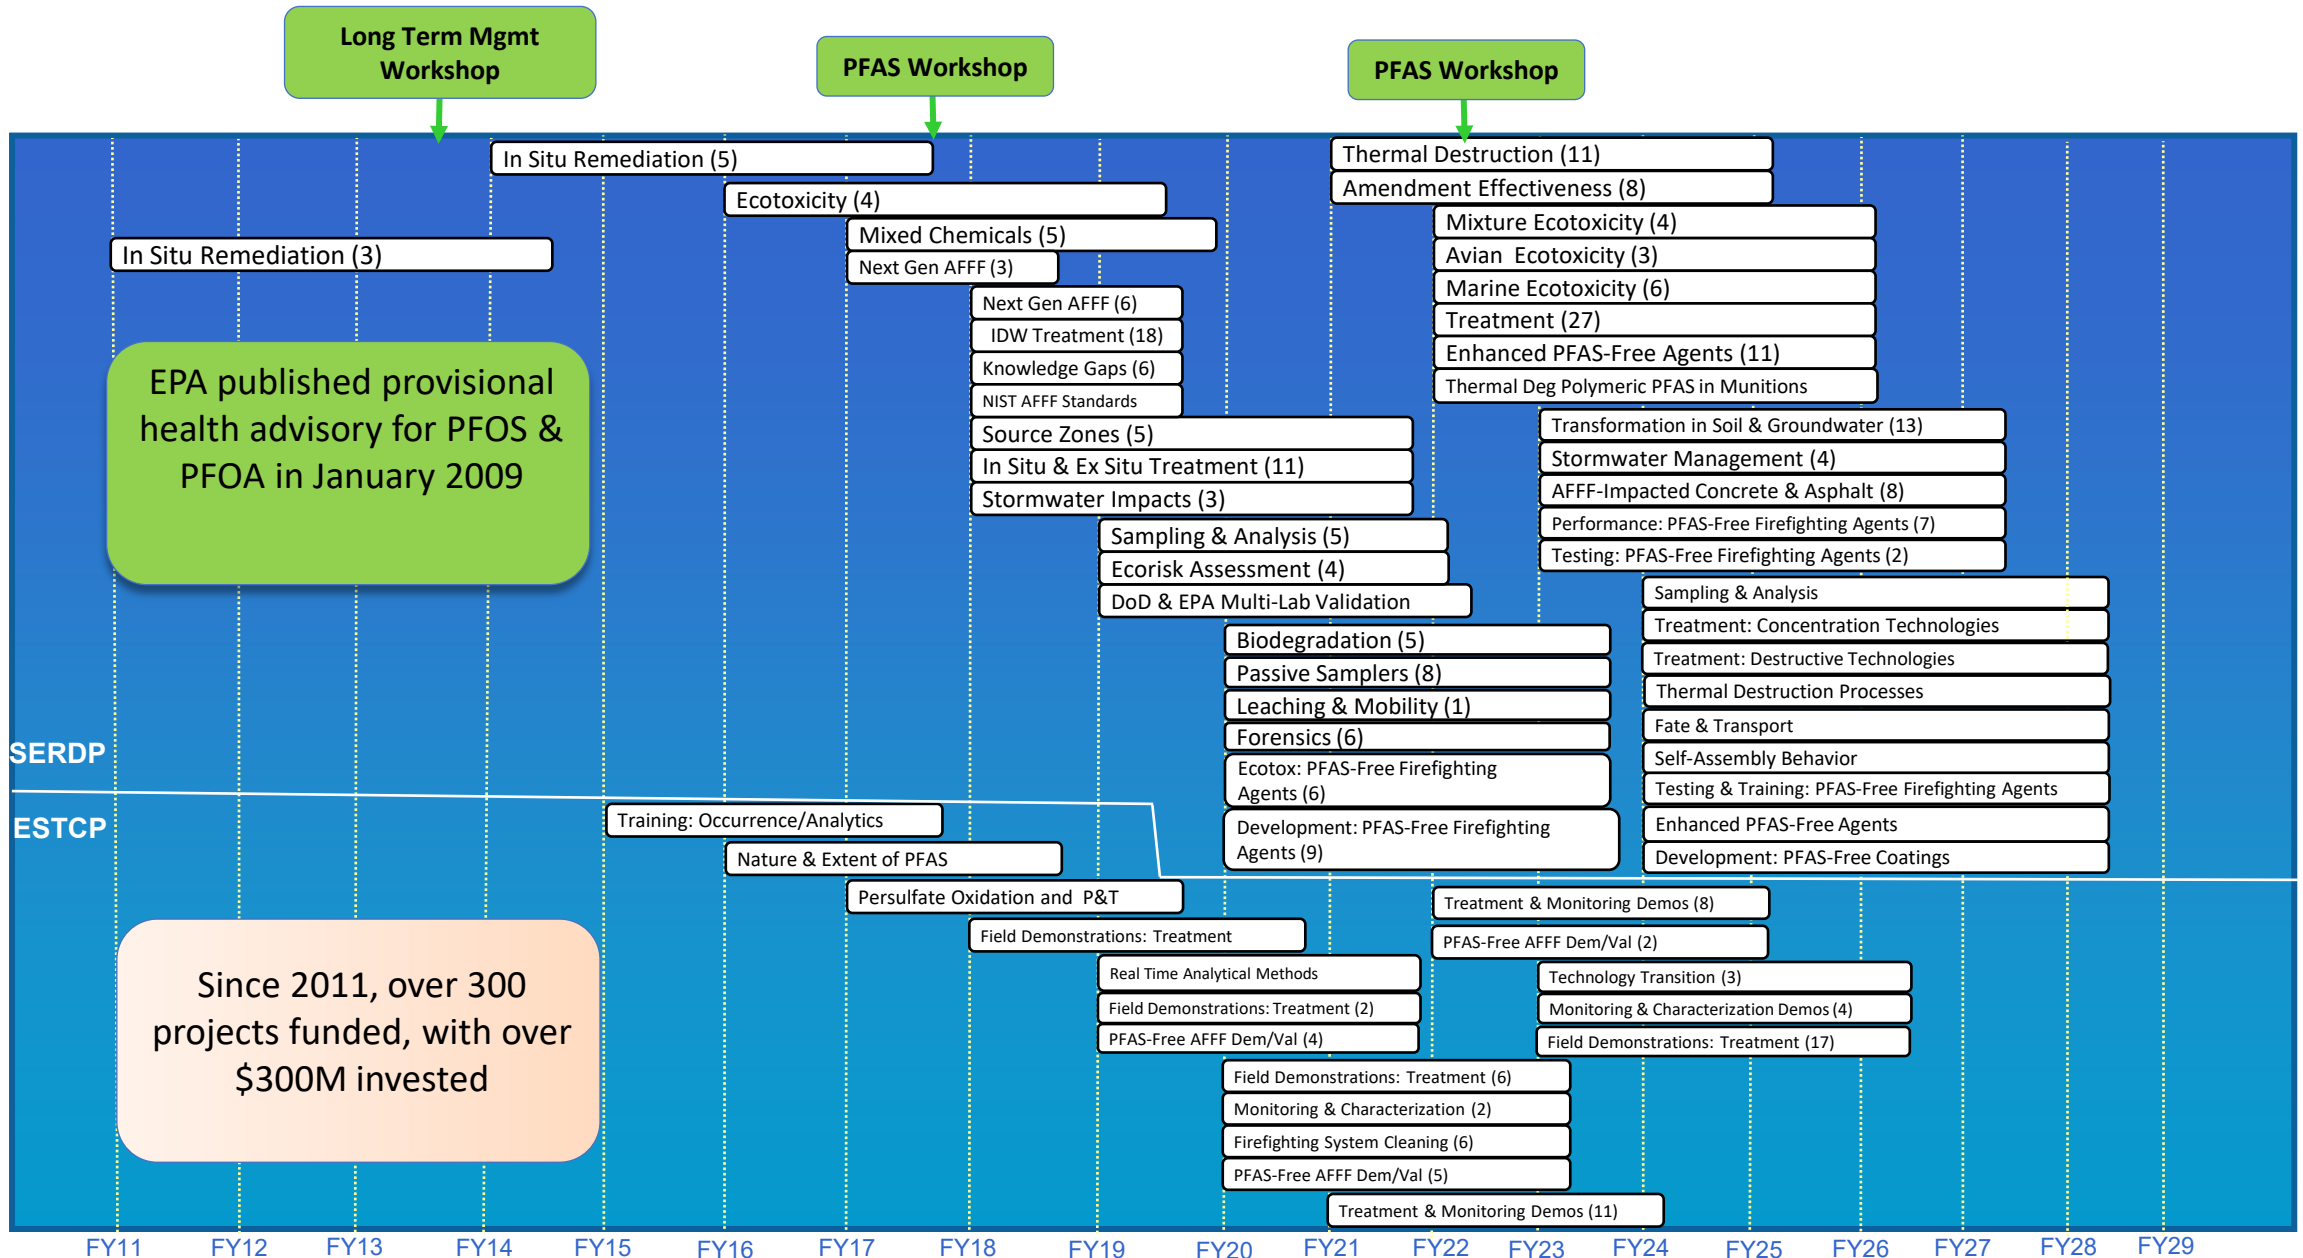 Long Term Mgmt
Workshop
PFAS Workshop
PFAS Workshop
In Situ Remediation (5)
Ecotoxicity (4)
Mixed Chemicals (5)
In Situ Remediation (3)
Next Gen AFFF (3)
Next Gen AFFF (6)
IDW Treatment (18)
Knowledge Gaps (6)
NIST AFFF Standards
Source Zones (5)
In Situ & Ex Situ Treatment (11)
Stormwater Impacts (3)
Sampling & Analysis (5)
Ecorisk Assessment (4)
DoD & EPA Multi-Lab Validation
Biodegradation (5)
Passive Samplers (8)
Leaching & Mobility (1)
Forensics (6)
Ecotox: PFAS-Free Firefighting
Agents (6)
Development: PFAS-Free Firefighting
Agents (9)
Thermal Destruction (11)
Amendment Effectiveness (8)
Mixture Ecotoxicity (4)
Avian Ecotoxicity (3)
Marine Ecotoxicity (6)
Treatment (27)
Enhanced PFAS-Free Agents (11)
Thermal Deg Polymeric PFAS in Munitions
Transformation in Soil & Groundwater (13)
Stormwater Management (4)
AFFF-Impacted Concrete & Asphalt (8)
Performance: PFAS-Free Firefighting Agents (7)
Testing: PFAS-Free Firefighting Agents (2)
Sampling & Analysis
Treatment: Concentration Technologies
Treatment: Destructive Technologies
Thermal Destruction Processes
Fate & Transport
Self-Assembly Behavior
Testing & Training: PFAS-Free Firefighting Agents
Enhanced PFAS-Free Agents
Development: PFAS-Free Coatings
EPA published provisional
health advisory for PFOS &
PFOA in January 2009
SERDP
ESTCP
Training: Occurrence/Analytics
Nature & Extent of PFAS
Persulfate Oxidation and P&T
Field Demonstrations: Treatment
Real Time Analytical Methods
Field Demonstrations: Treatment (2)
PFAS-Free AFFF Dem/Val (4)
Field Demonstrations: Treatment (6)
Monitoring & Characterization (2)
Firefighting System Cleaning (6)
PFAS-Free AFFF Dem/Val (5)
Treatment & Monitoring Demos (11)
Treatment & Monitoring Demos (8)
PFAS-Free AFFF Dem/Val (2)
Technology Transition (3)
Monitoring & Characterization Demos (4)
Field Demonstrations: Treatment (17)
Since 2011, over 300
projects funded, with over
$300M invested
FY11 FY12 FY13 FY14 FY15 FY16 FY17 FY18 FY19 FY20 FY21 FY22 FY23 FY24 FY25 FY26 FY27 FY28 FY29